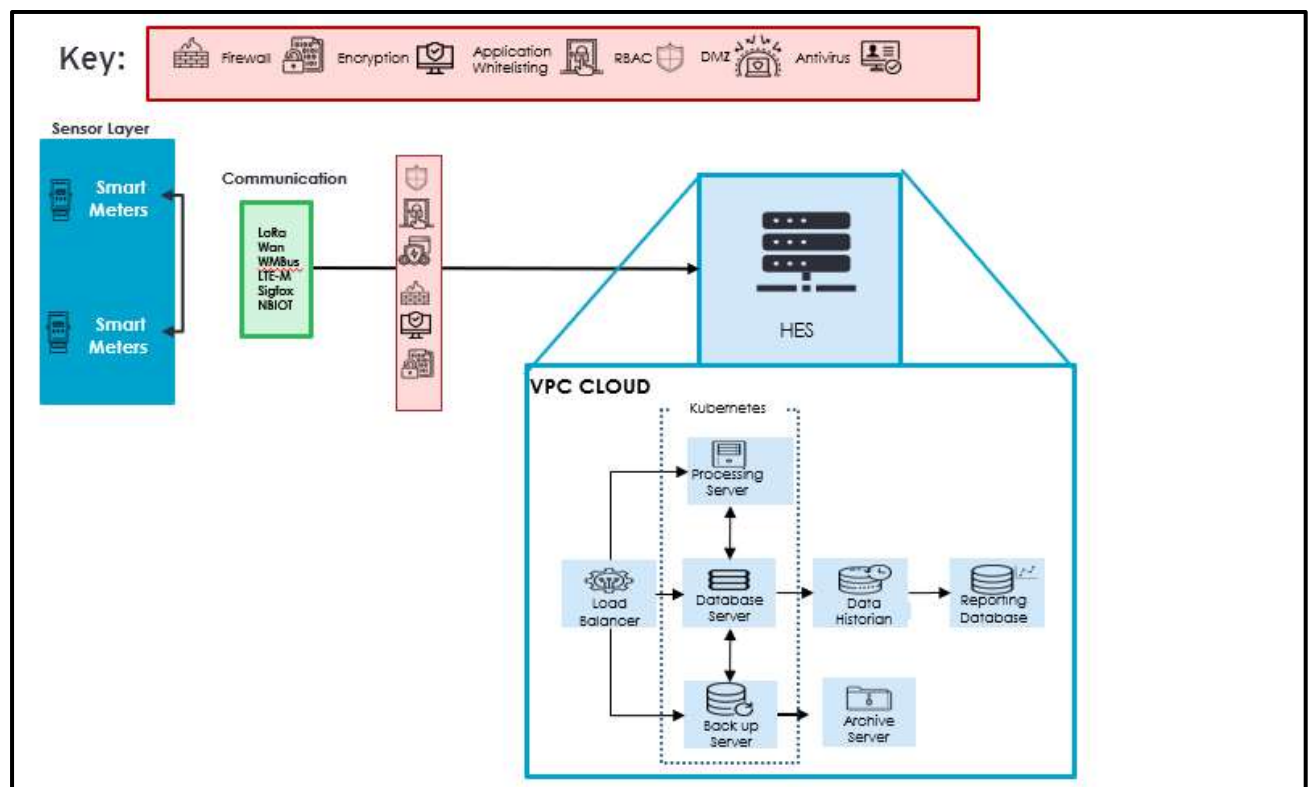 Key:
Firewall
Encryption
Application
Whitelisting
RBAC
DMZ
Antivirus
Sensor Layer
Smart
Meters
Smart
Meters
Communication
LoRa
Wan
WMBus
LTE-M
Sigfox
NBIOT
HES
VPC CLOUD
Kubernetes
Processing
Server
Load
Balancer
Database
Server
Data
Historian
Reporting
Database
Back up
Server
Archive
Server